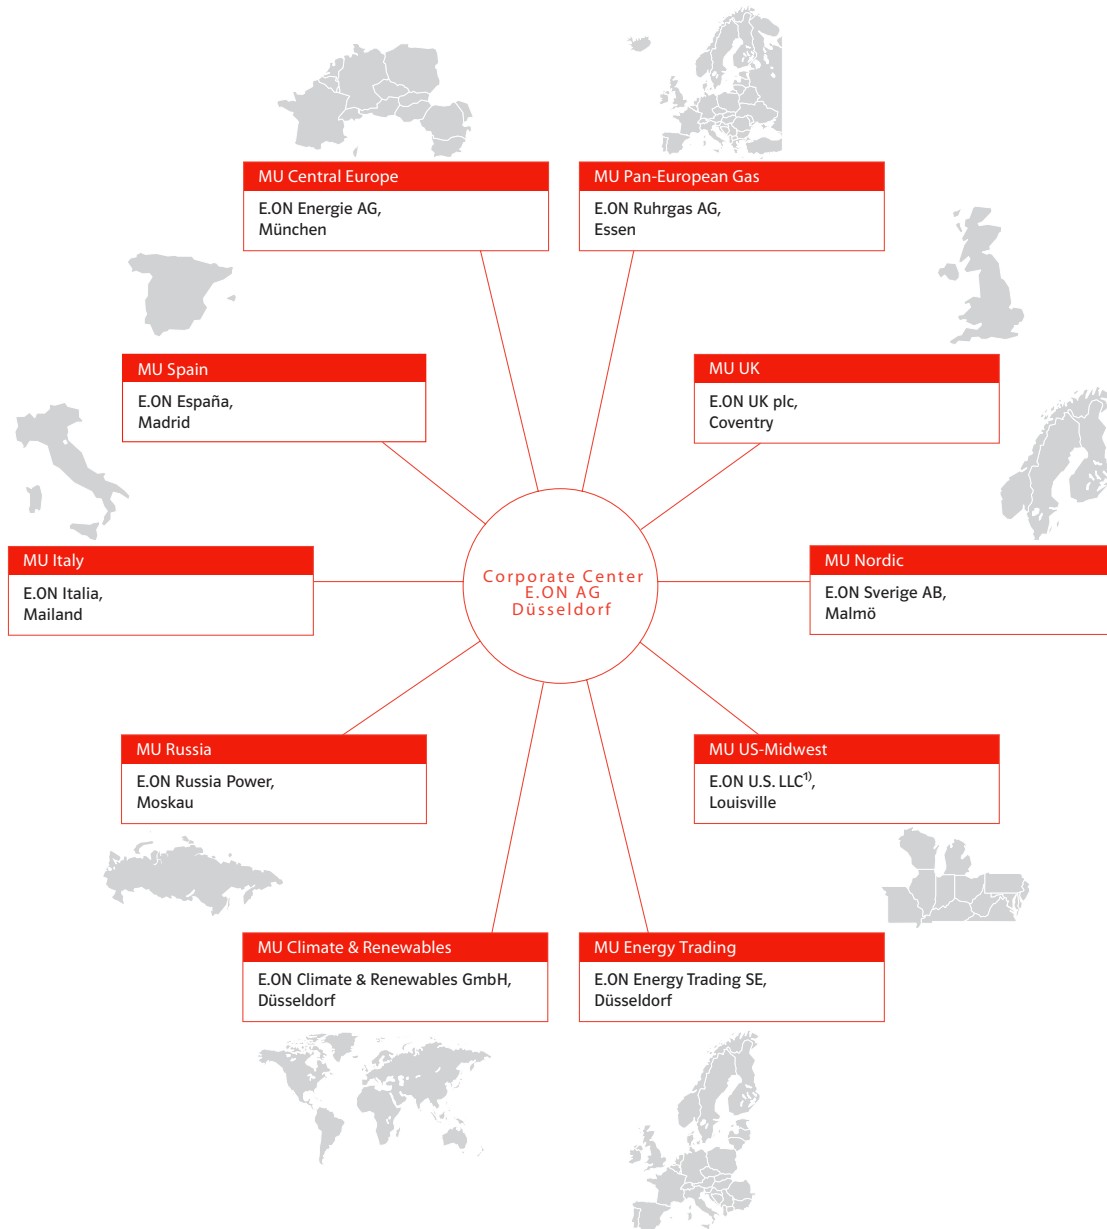 MU Central Europe
E.ON Energie AG,
München
MU Pan-European Gas
E.ON Ruhrgas AG,
Essen
MU Spain
E.ON España,
Madrid
MU UK
E.ON UK plc,
Coventry
MU Italy
E.ON Italia,
Mailand
Corporate Center
E.ON AG
Düsseldorf
MU Nordic
E.ON Sverige AB,
Malmö
MU Russia
E.ON Russia Power,
Moskau
MU US-Midwest
E.ON U.S. LLC¹⁾,
Louisville
MU Climate & Renewables
E.ON Climate & Renewables GmbH,
Düsseldorf
MU Energy Trading
E.ON Energy Trading SE,
Düsseldorf